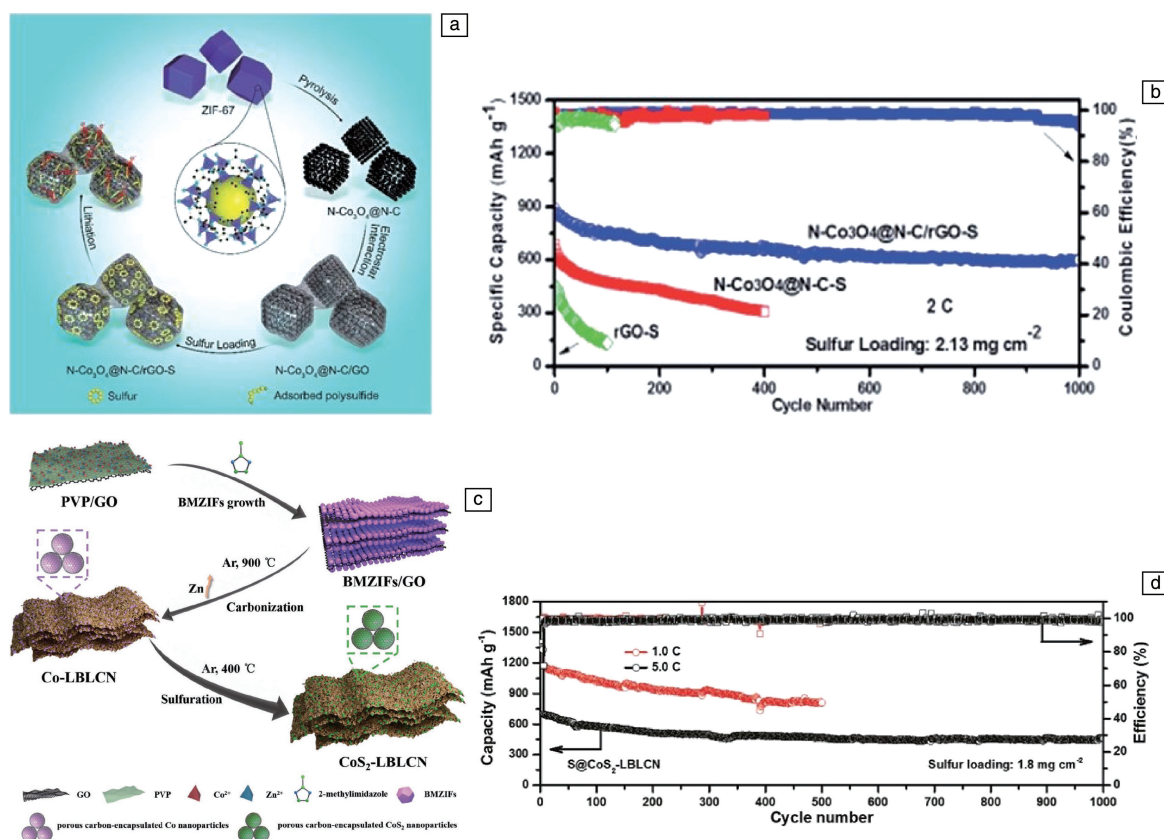 a
ZIF-67
Pyrolysis
N-Co₃O₄@N-C
Electrostat
Interaction
N-Co₃O₄@N-C/GO
Sulfur Loading
N-Co₃O₄@N-C/rGO-S
Lithiation
Sulfur
Adsorbed polysulfide
b
Specific Capacity (mAh g⁻¹)
1500
1200
900
600
300
0
Coulombic Efficiency(%)
100
80
60
40
20
0
N-Co3O4@N-C/rGO-S
N-Co3O4@N-C-S
rGO-S
2 C
Sulfur Loading: 2.13 mg cm⁻²
0 200 400 600 800 1000
Cycle Number
c
PVP/GO
BMZIFs growth
BMZIFs/GO
Ar, 900 ℃
Zn
Carbonization
Co-LBLCN
Ar, 400 ℃
Sulfuration
CoS₂-LBLCN
GO PVP Co²⁺ Zn²⁺ 2-methylimidazole BMZIFs
porous carbon-encapsulated Co nanoparticles porous carbon-encapsulated CoS₂ nanoparticles
d
Capacity (mAh g⁻¹)
1800
1500
1200
900
600
300
0
Efficiency (%)
100
80
60
40
20
0
1.0 C
5.0 C
S@CoS₂-LBLCN
Sulfur loading: 1.8 mg cm⁻²
0 100 200 300 400 500 600 700 800 900 1000
Cycle number